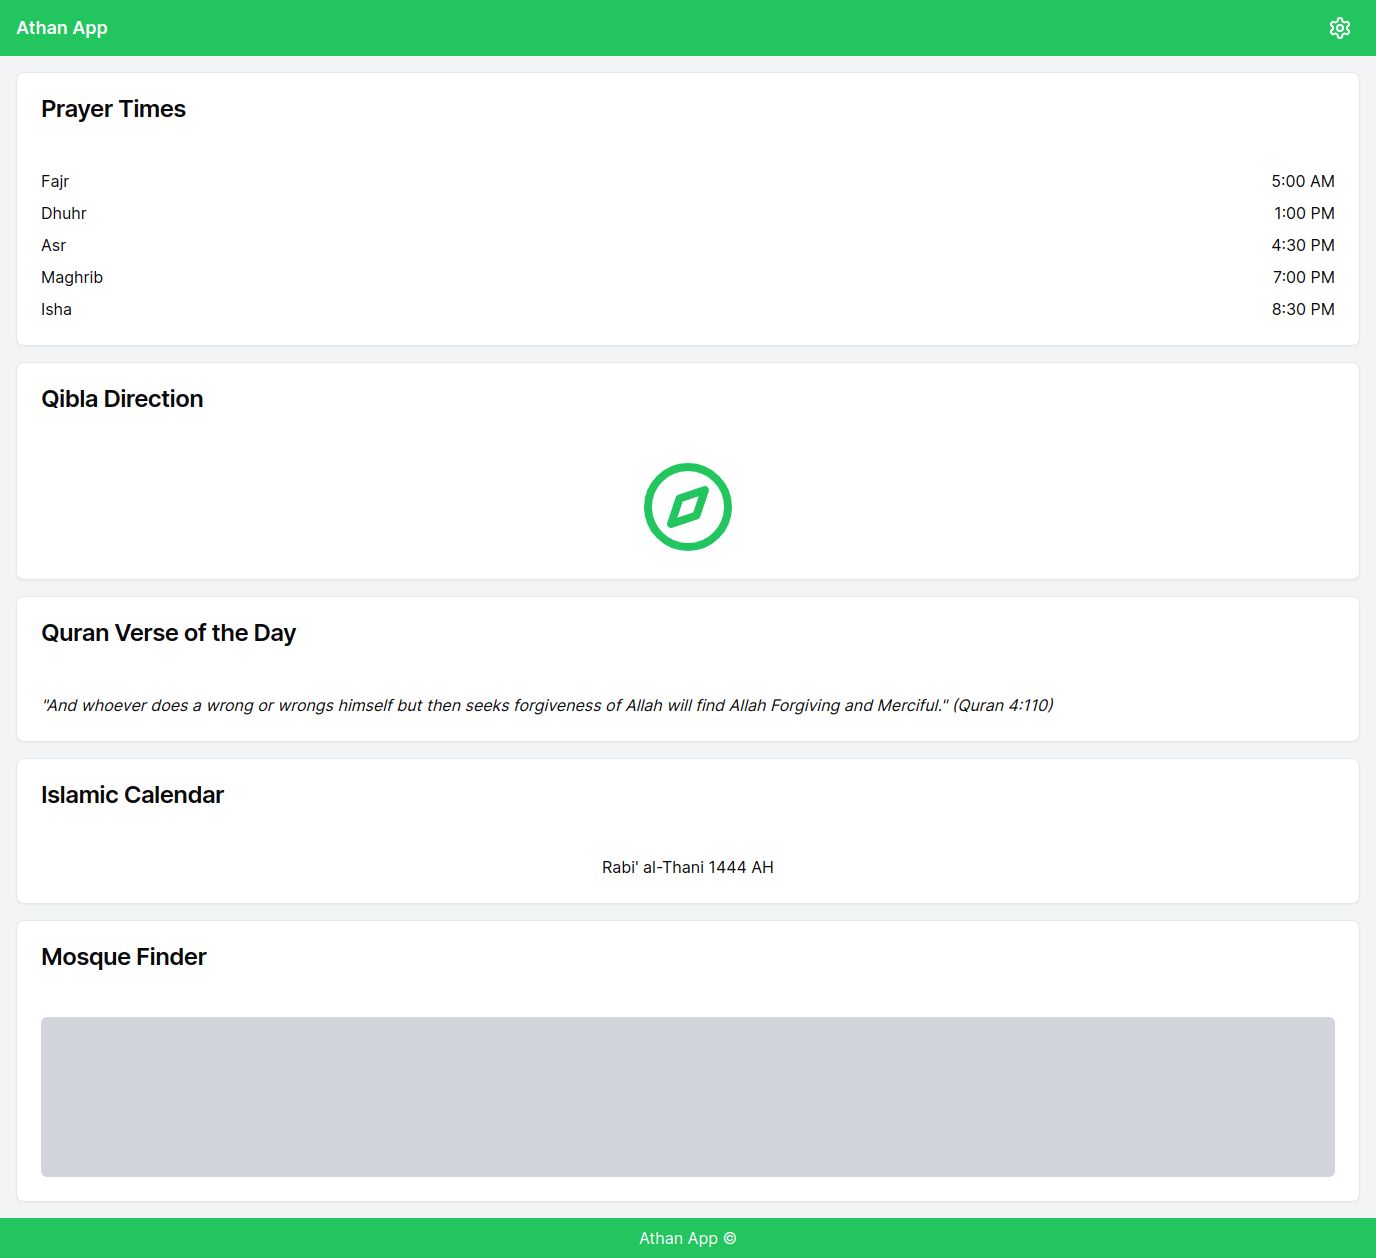 Athan App
Prayer Times
Fajr 5:00 AM
Dhuhr 1:00 PM
Asr 4:30 PM
Maghrib 7:00 PM
Isha 8:30 PM
Qibla Direction
Quran Verse of the Day
"And whoever does a wrong or wrongs himself but then seeks forgiveness of Allah will find Allah Forgiving and Merciful." (Quran 4:110)
Islamic Calendar
Rabi' al-Thani 1444 AH
Mosque Finder
Athan App ©